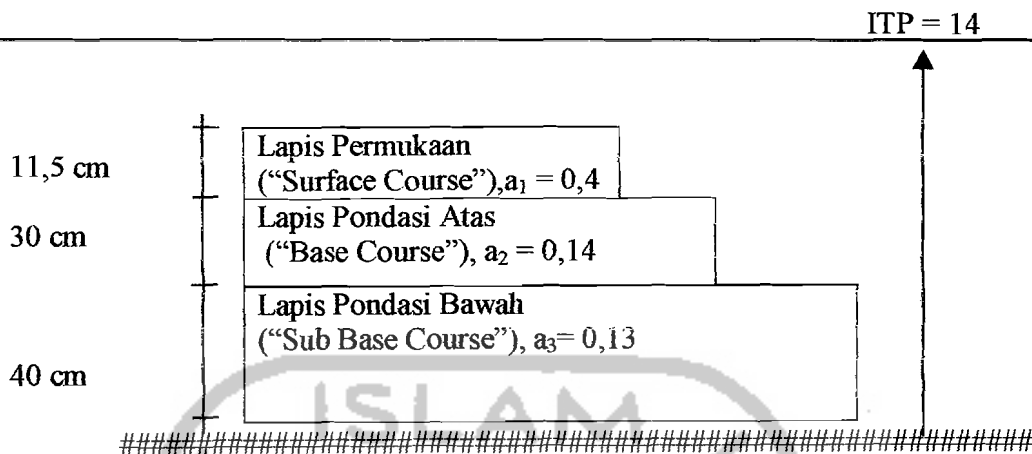 ITP = 14
11,5 cm
Lapis Permukaan
(“Surface Course”),a₁ = 0,4
30 cm
Lapis Pondasi Atas
(“Base Course”), a₂ = 0,14
Lapis Pondasi Bawah
(“Sub Base Course”), a₃= 0,13
40 cm
ISLAM